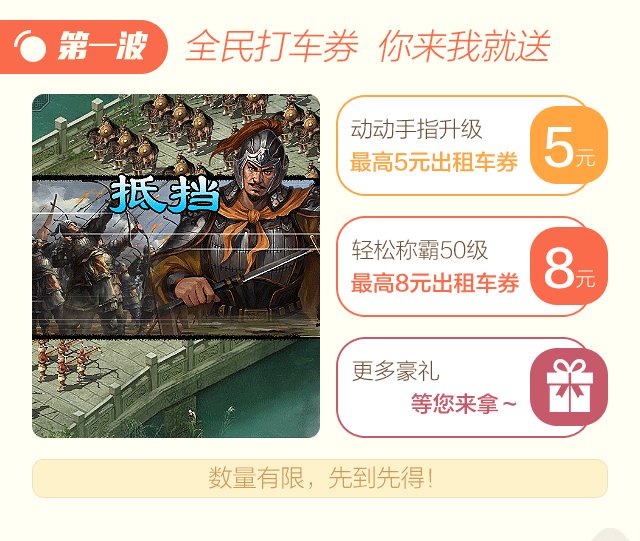 第一波 全民打车券 你来我就送
抵挡
动动手指升级
最高5元出租车券
5元
轻松称霸50级
最高8元出租车券
8元
更多豪礼
等您来拿~
数量有限，先到先得！